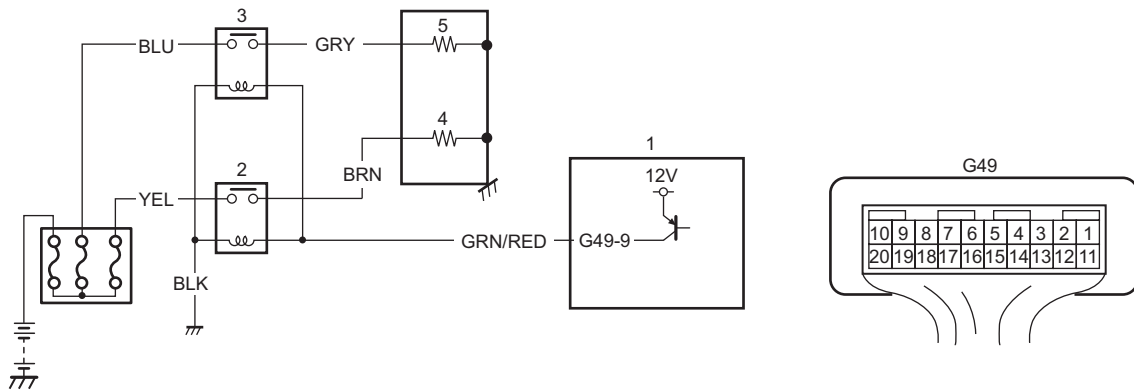 3
5
BLU
GRY
4
2
1
YEL
BRN
12V
GRN/RED
G49-9
BLK
G49
10 9 8 7 6 5 4 3 2 1
20 19 18 17 16 15 14 13 12 11